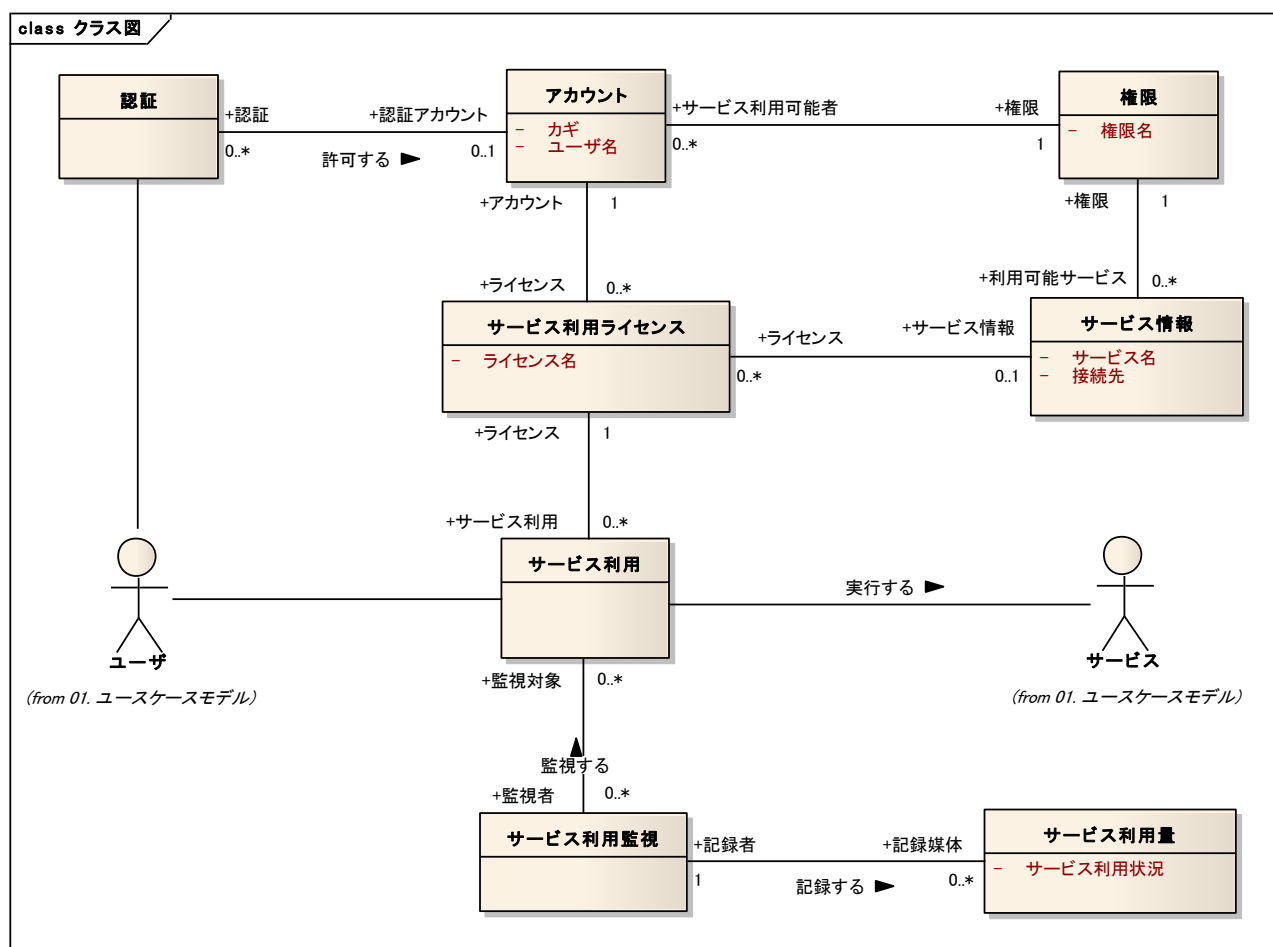 class クラス図
認証
アカウント
- カギ
- ユーザ名
権限
- 権限名
+認証
0..*
+認証アカウント
0..1
許可する ►
+サービス利用可能者
0..*
+権限
1
+アカウント
1
+権限
1
+ライセンス
0..*
+利用可能サービス
0..*
サービス利用ライセンス
- ライセンス名
+ライセンス
0..*
+サービス情報
0..1
サービス情報
- サービス名
- 接続先
+ライセンス
1
+サービス利用
0..*
サービス利用
実行する ►
ユーザ
(from 01. ユースケースモデル)
サービス
(from 01. ユースケースモデル)
+監視対象
0..*
監視する
+監視者
0..*
サービス利用監視
+記録者
1
+記録媒体
0..*
記録する ►
サービス利用量
- サービス利用状況